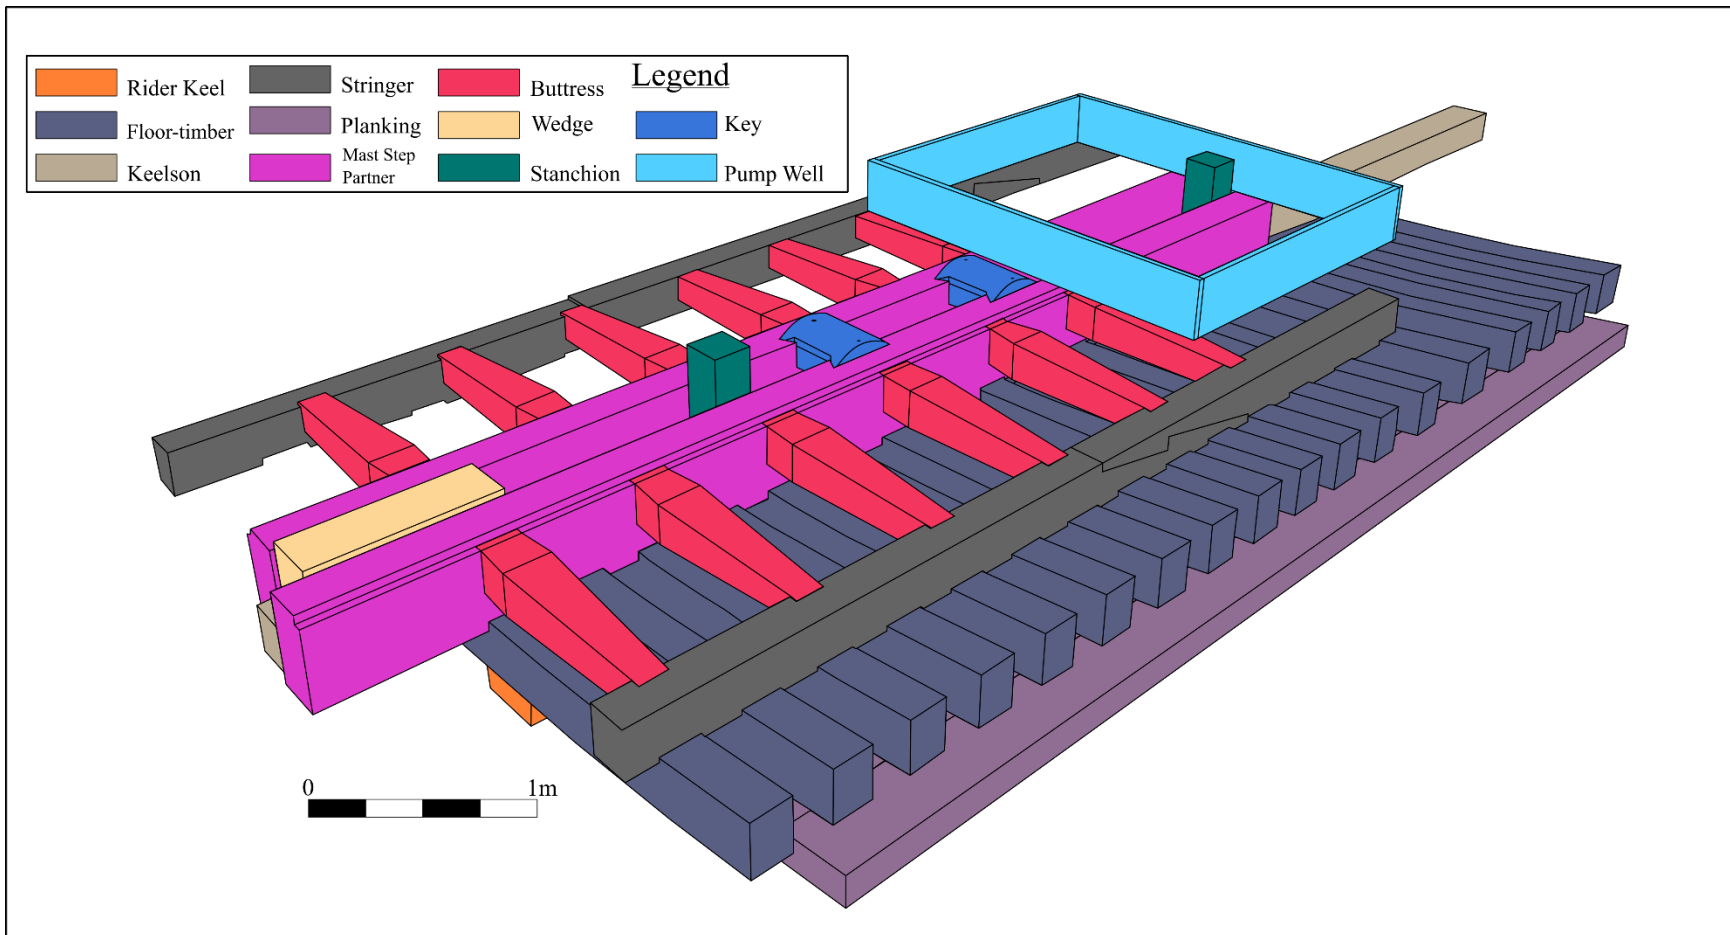 Legend
Rider Keel
Stringer
Buttress
Floor-timber
Planking
Wedge
Key
Keelson
Mast Step
Partner
Stanchion
Pump Well
0 1m